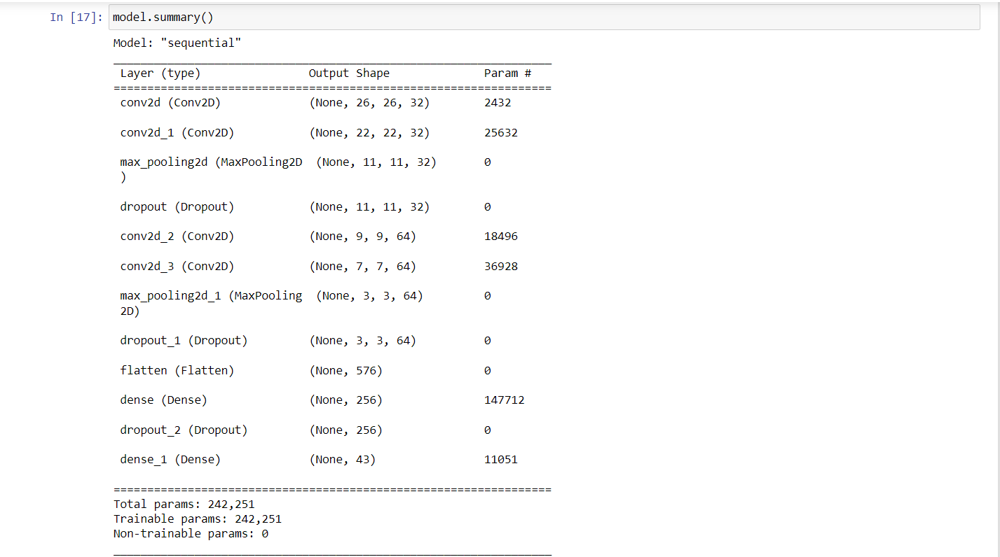 In [17]: model.summary()
Model: "sequential"
_________________________________________________________________
Layer (type) Output Shape Param #
=================================================================
conv2d (Conv2D) (None, 26, 26, 32) 2432
conv2d_1 (Conv2D) (None, 22, 22, 32) 25632
max_pooling2d (MaxPooling2D (None, 11, 11, 32) 0
)
dropout (Dropout) (None, 11, 11, 32) 0
conv2d_2 (Conv2D) (None, 9, 9, 64) 18496
conv2d_3 (Conv2D) (None, 7, 7, 64) 36928
max_pooling2d_1 (MaxPooling (None, 3, 3, 64) 0
2D)
dropout_1 (Dropout) (None, 3, 3, 64) 0
flatten (Flatten) (None, 576) 0
dense (Dense) (None, 256) 147712
dropout_2 (Dropout) (None, 256) 0
dense_1 (Dense) (None, 43) 11051
=================================================================
Total params: 242,251
Trainable params: 242,251
Non-trainable params: 0
_________________________________________________________________